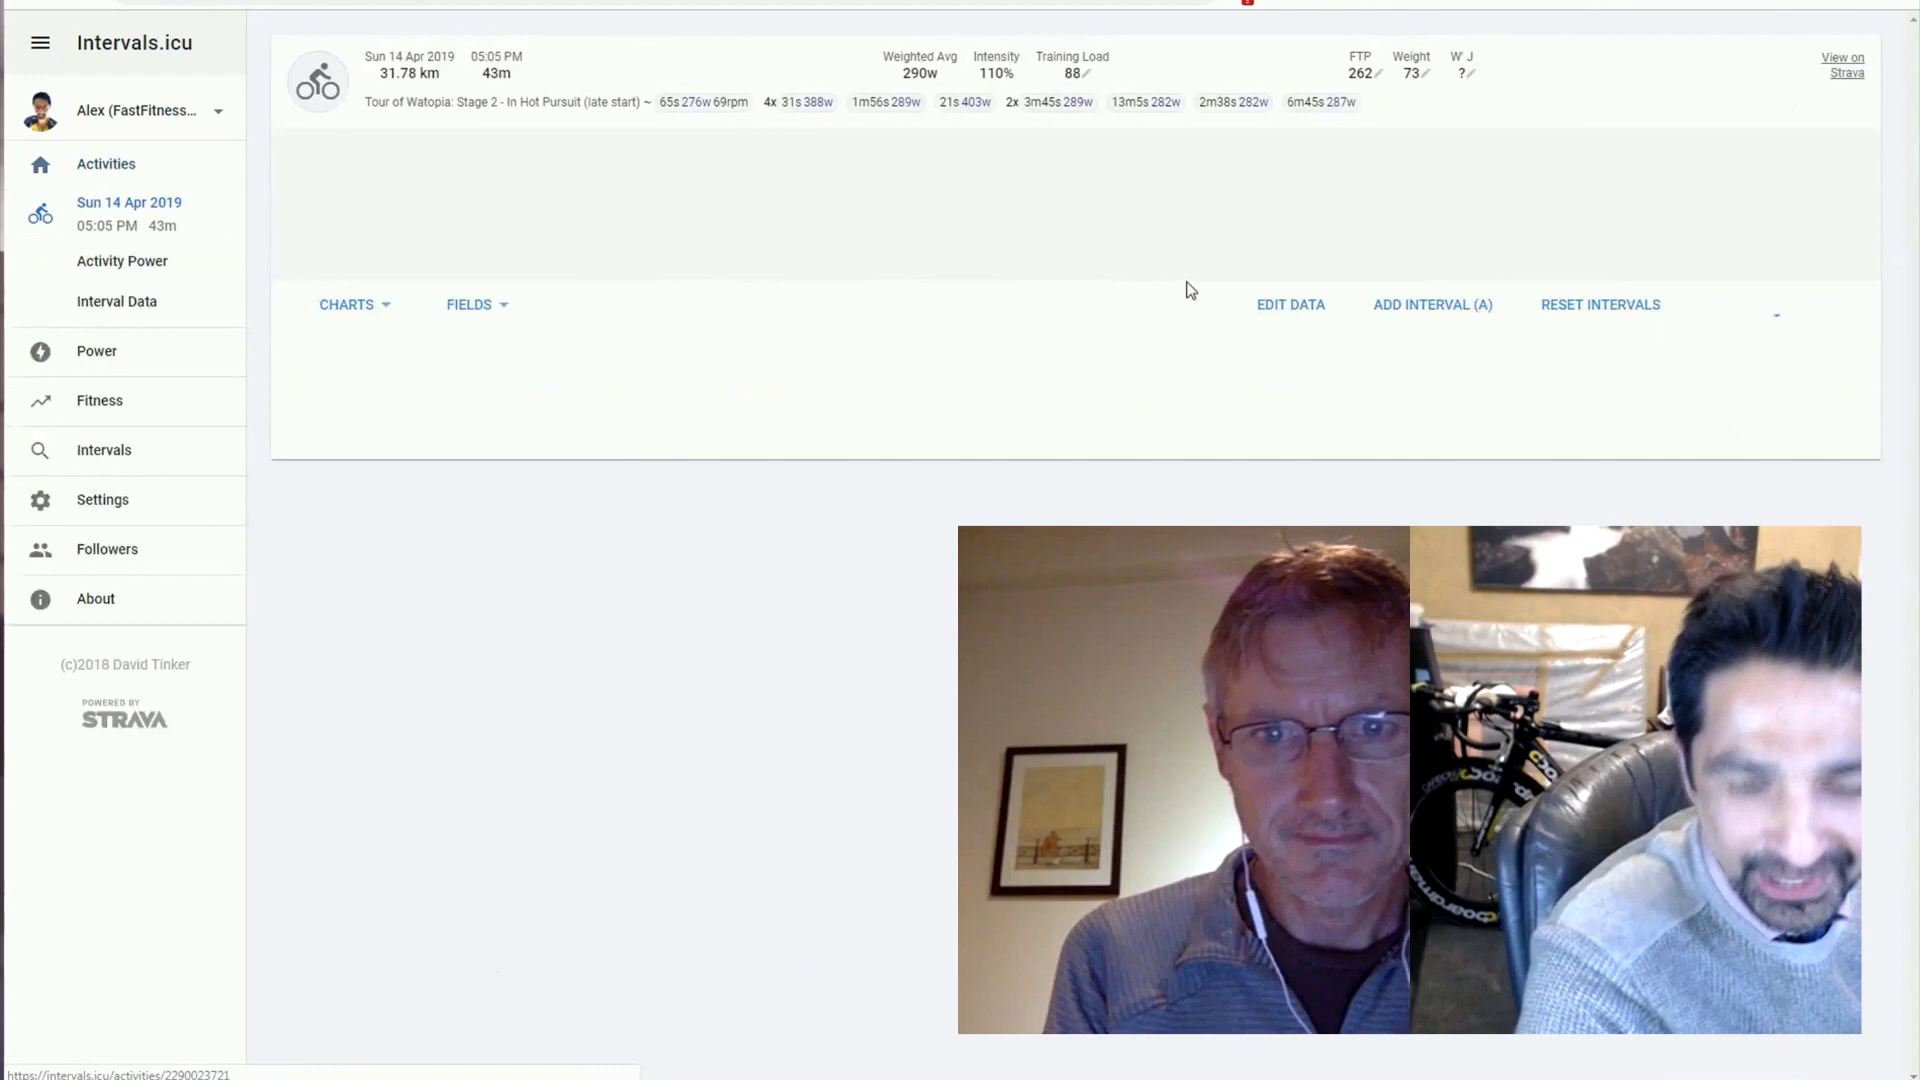 Intervals.icu
Alex (FastFitness...
Activities
Sun 14 Apr 2019
05:05 PM 43m
Activity Power
Interval Data
Power
Fitness
Intervals
Settings
Followers
About
(c)2018 David Tinker
POWERED BY
STRAVA
Sun 14 Apr 2019 05:05 PM Weighted Avg Intensity Training Load FTP Weight W' J View on
31.78 km 43m 290w 110% 88 262 73 ? Strava
Tour of Watopia: Stage 2 - In Hot Pursuit (late start) ~ 65s 276w 69rpm 4x 31s 388w 1m56s 289w 21s 403w 2x 3m45s 289w 13m5s 282w 2m38s 282w 6m45s 287w
CHARTS FIELDS EDIT DATA ADD INTERVAL (A) RESET INTERVALS
https://intervals.icu/activities/2290023721